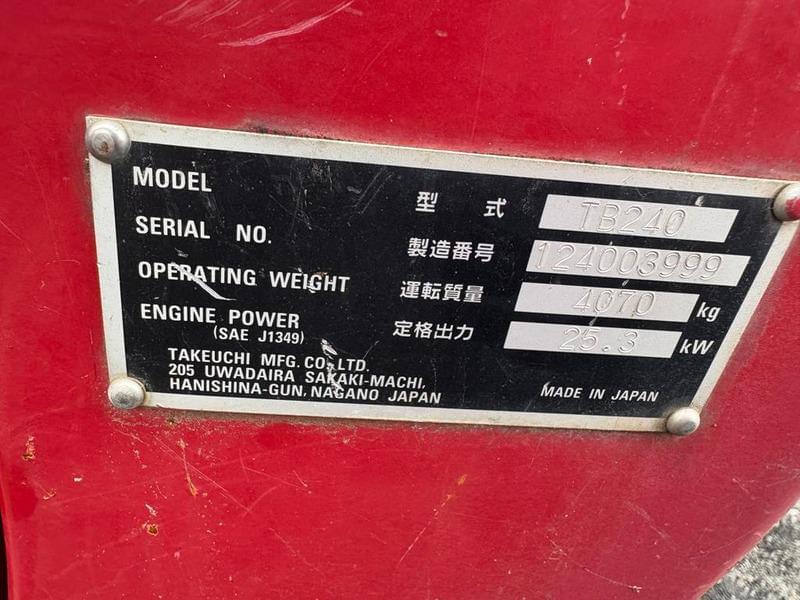 MODEL 型 式 TB240
SERIAL NO. 製造番号 124003999
OPERATING WEIGHT 運転質量 4070 kg
ENGINE POWER 定格出力 25.3 kW
(SAE J1349)
TAKEUCHI MFG. CO., LTD.
205 UWADAIRA SAKAKI-MACHI,
HANISHINA-GUN, NAGANO JAPAN
MADE IN JAPAN